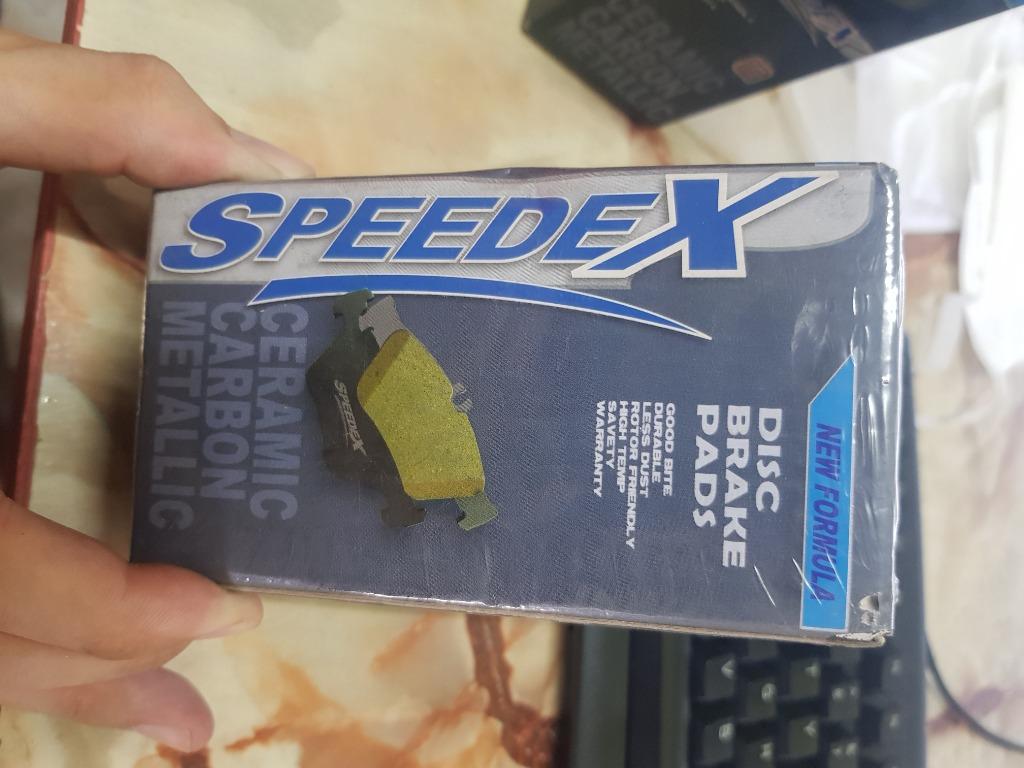 SPEEDEX
CERAMIC
CARBON
METALLIC
SPEEDEX
NEW FORMULA
DISC
BRAKE
PADS
GOOD BITE
DURABLE
LESS DUST
ROTOR FRIENDLY
HIGH TEMP
SAVETY
WARRANTY
CERAMIC
CARBON
METALLIC